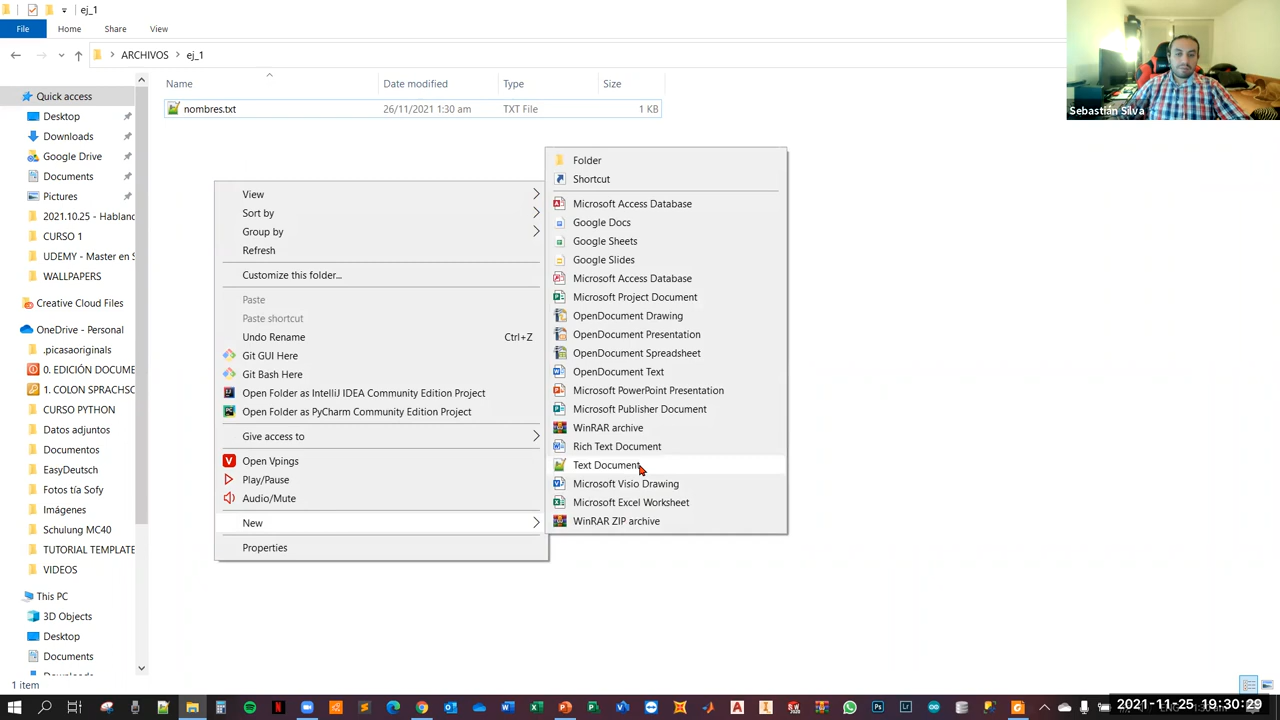 ej_1
File
Home
Share
View
ARCHIVOS
ej_1
Sebastián Silva
Name
Date modified
Type
Size
nombres.txt
26/11/2021 1:30 am
TXT File
1 KB
Quick access
Desktop
Downloads
Google Drive
Documents
Pictures
2021.10.25 - Hablanc
CURSO 1
UDEMY - Master en S
WALLPAPERS
Creative Cloud Files
OneDrive - Personal
.picasaoriginals
0. EDICIÓN DOCUME
1. COLON SPRACHSC
CURSO PYTHON
Datos adjuntos
Documentos
EasyDeutsch
Fotos tía Sofy
Imágenes
Schulung MC40
TUTORIAL TEMPLATE
VIDEOS
This PC
3D Objects
Desktop
Documents
View
Sort by
Group by
Refresh
Customize this folder...
Paste
Paste shortcut
Undo Rename Ctrl+Z
Git GUI Here
Git Bash Here
Open Folder as IntelliJ IDEA Community Edition Project
Open Folder as PyCharm Community Edition Project
Give access to
Open Vpings
Play/Pause
Audio/Mute
New
Properties
Folder
Shortcut
Microsoft Access Database
Google Docs
Google Sheets
Google Slides
Microsoft Access Database
Microsoft Project Document
OpenDocument Drawing
OpenDocument Presentation
OpenDocument Spreadsheet
OpenDocument Text
Microsoft PowerPoint Presentation
Microsoft Publisher Document
WinRAR archive
Rich Text Document
Text Document
Microsoft Visio Drawing
Microsoft Excel Worksheet
WinRAR ZIP archive
1 item
2021-11-25 19:30:29